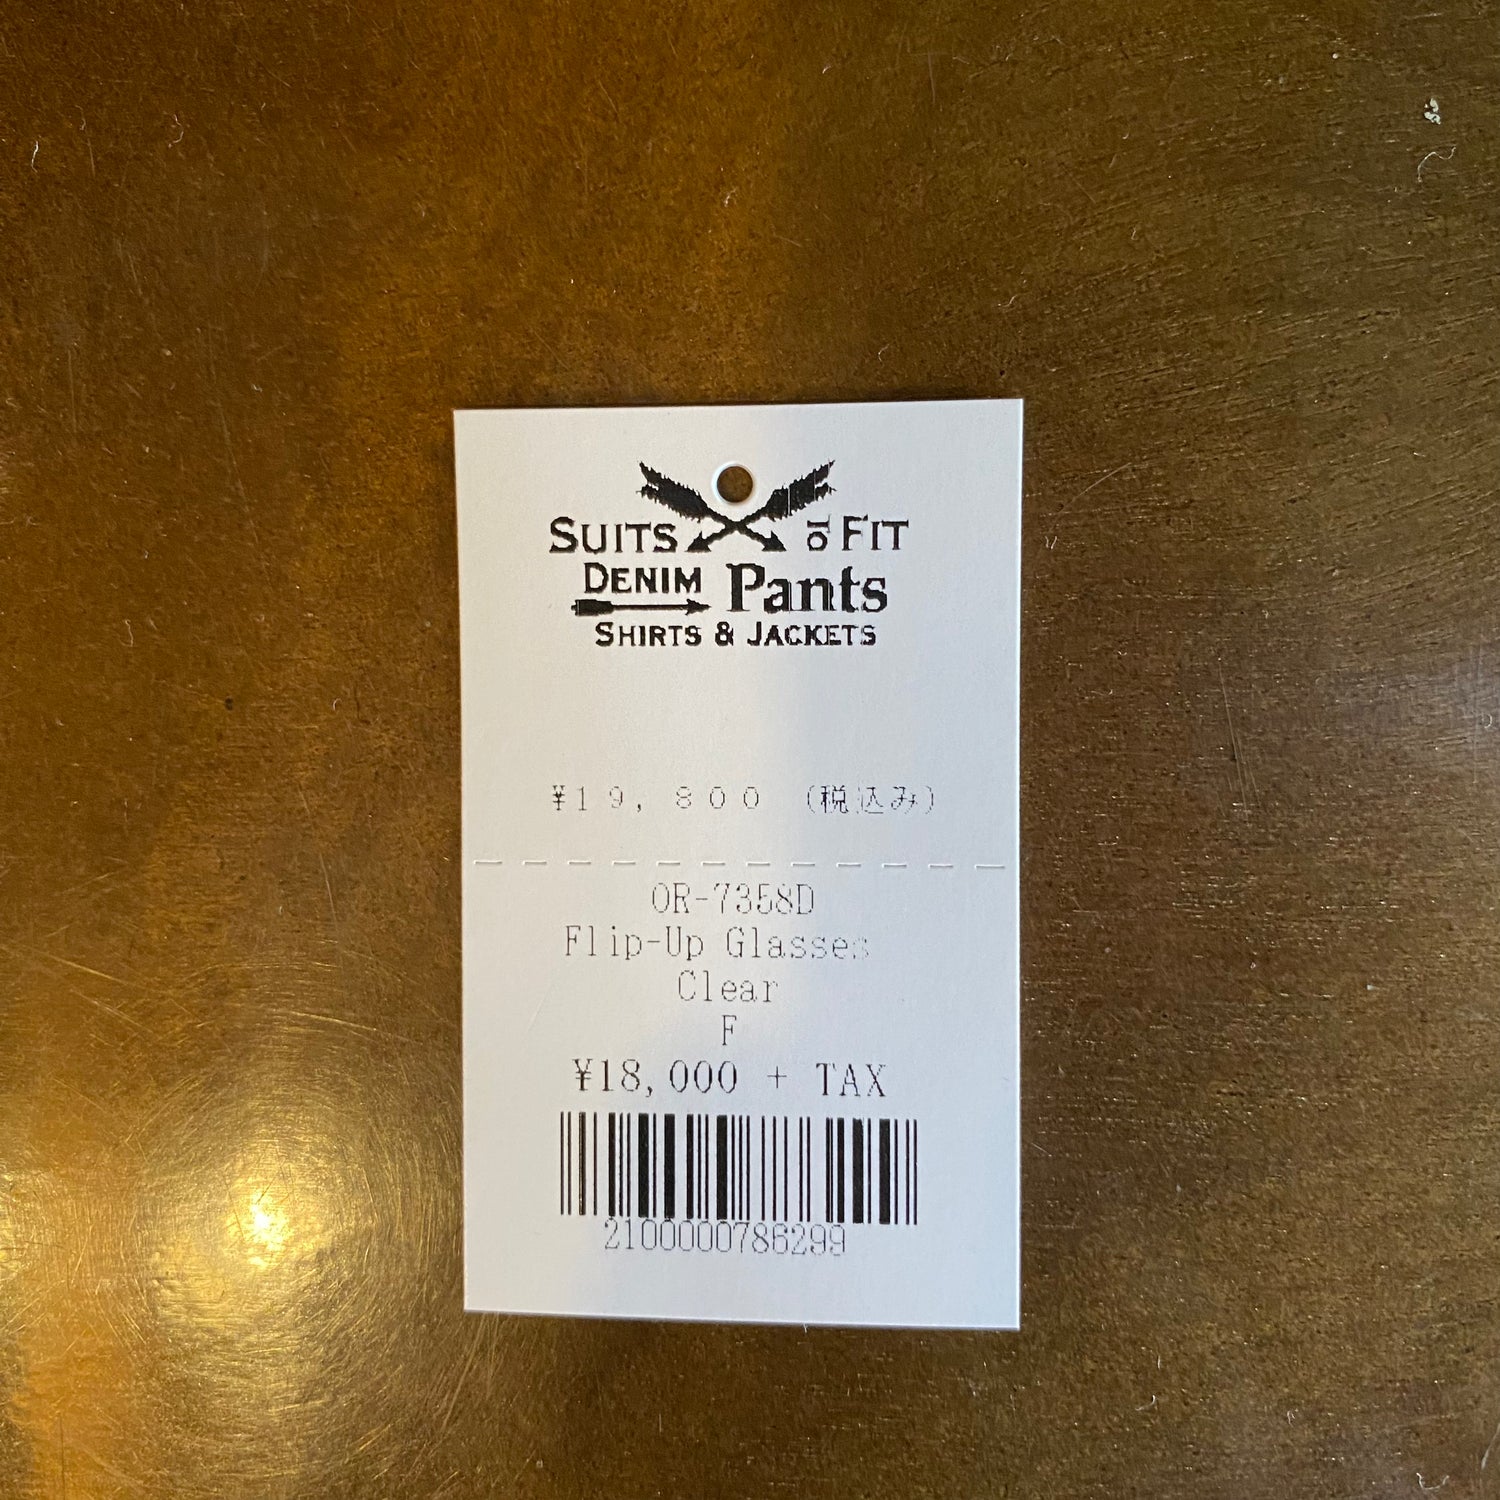 SUITS to FIT
DENIM Pants
SHIRTS & JACKETS
¥19,800 (税込み)
OR-7358D
Flip-Up Glasses
Clear
F
¥18,000 + TAX
2100000786299